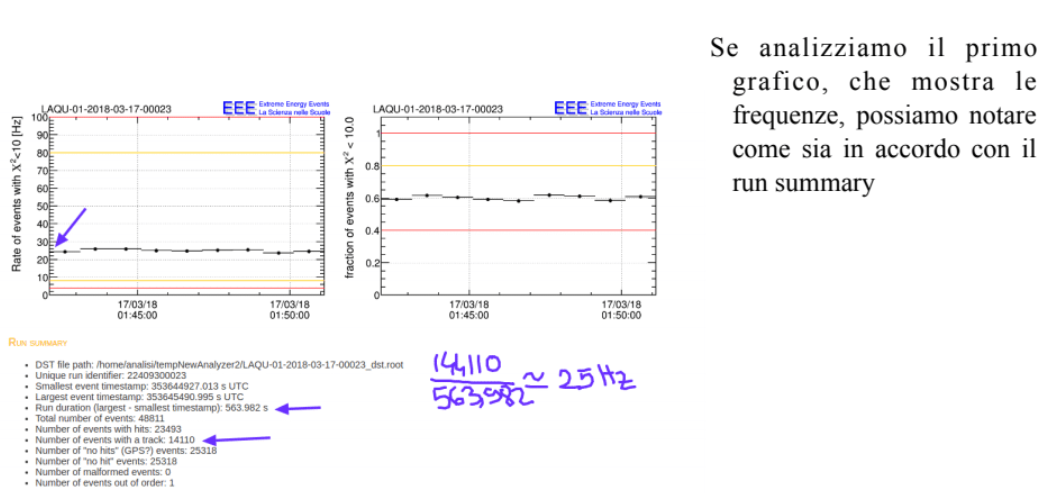 Se analizziamo il primo
grafico, che mostra le
frequenze, possiamo notare
come sia in accordo con il
run summary
LAQU-01-2018-03-17-00023
EEE Extreme Energy Events
La Scienza nelle Scuole
Rate of events with X²<10 [Hz]
100
90
80
70
60
50
40
30
20
10
0
17/03/18
01:45:00
17/03/18
01:50:00
LAQU-01-2018-03-17-00023
EEE Extreme Energy Events
La Scienza nelle Scuole
fraction of events with X² < 10.0
1
0.8
0.6
0.4
0.2
0
17/03/18
01:45:00
17/03/18
01:50:00
RUN SUMMARY
• DST file path: /home/analisi/tempNewAnalyzer2/LAQU-01-2018-03-17-00023_dst.root
• Unique run identifier: 22409300023
• Smallest event timestamp: 353644927.013 s UTC
• Largest event timestamp: 353645490.995 s UTC
• Run duration (largest - smallest timestamp): 563.982 s
• Total number of events: 48811
• Number of events with hits: 23493
• Number of events with a track: 14110
• Number of "no hits" (GPS?) events: 25318
• Number of "no hit" events: 25318
• Number of malformed events: 0
• Number of events out of order: 1
14110
563,982 ≃ 25 Hz